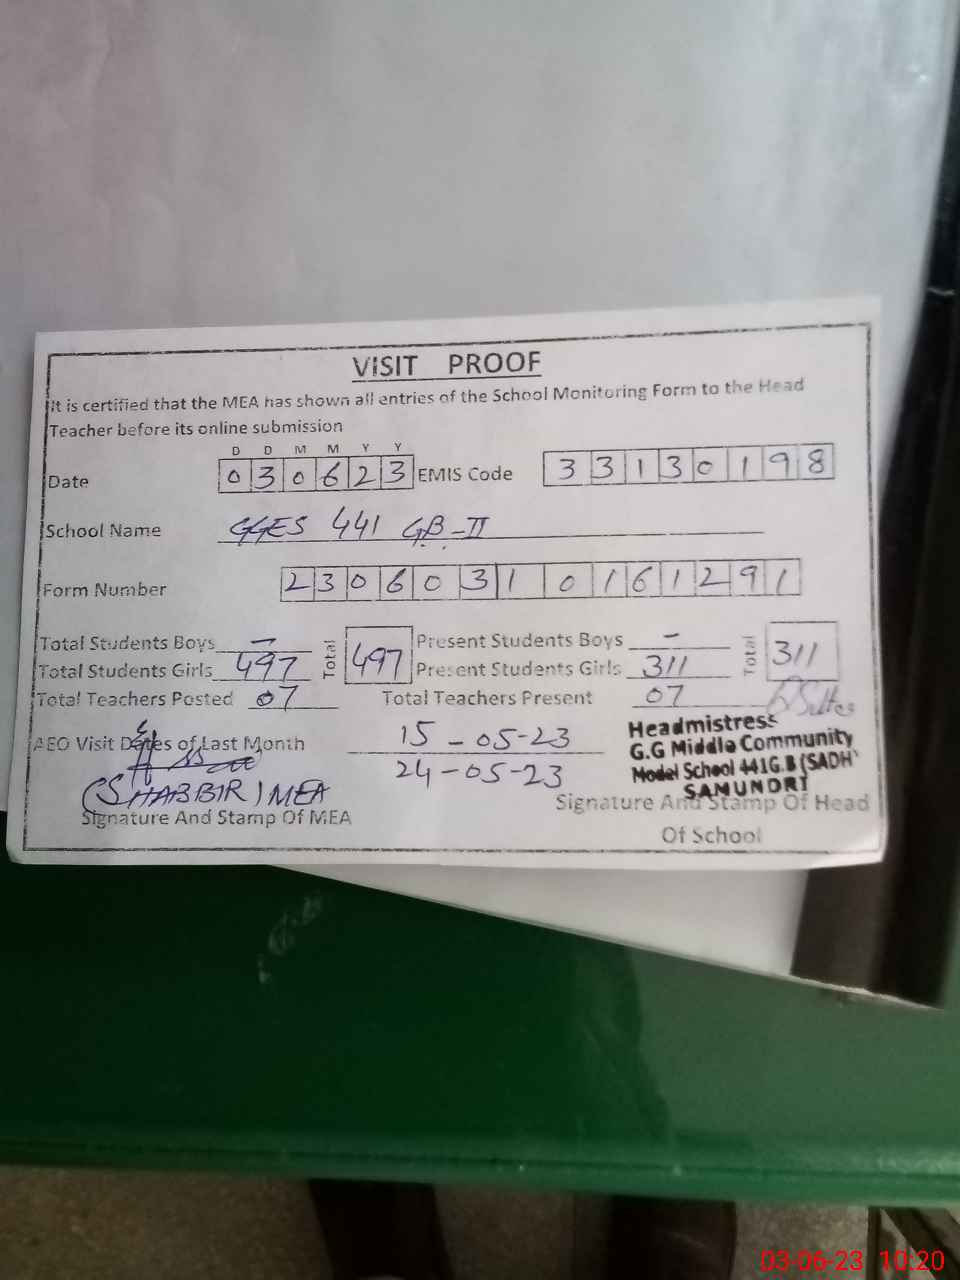 VISIT PROOF
It is certified that the MEA has shown all entries of the School Monitoring Form to the Head
Teacher before its online submission
D D M M Y Y
Date 0 3 0 6 2 3 EMIS Code 3 3 1 3 0 1 9 8
School Name GGES 441 GB-II
Form Number 2 3 0 6 0 3 1 0 1 6 1 2 9 1
Total Students Boys - Total 497 Present Students Boys - Total 311
Total Students Girls 497 Present Students Girls 311
Total Teachers Posted 07 Total Teachers Present 07
AEO Visit Dates of Last Month 15-05-23
24-05-23
Headmistress
G.G Middle Community
Model School 441G.B (SADH)
SAMUNDRI
(SHABBIR) MEA
Signature And Stamp Of MEA
Signature And Stamp Of Head
Of School
03-06-23 10:20